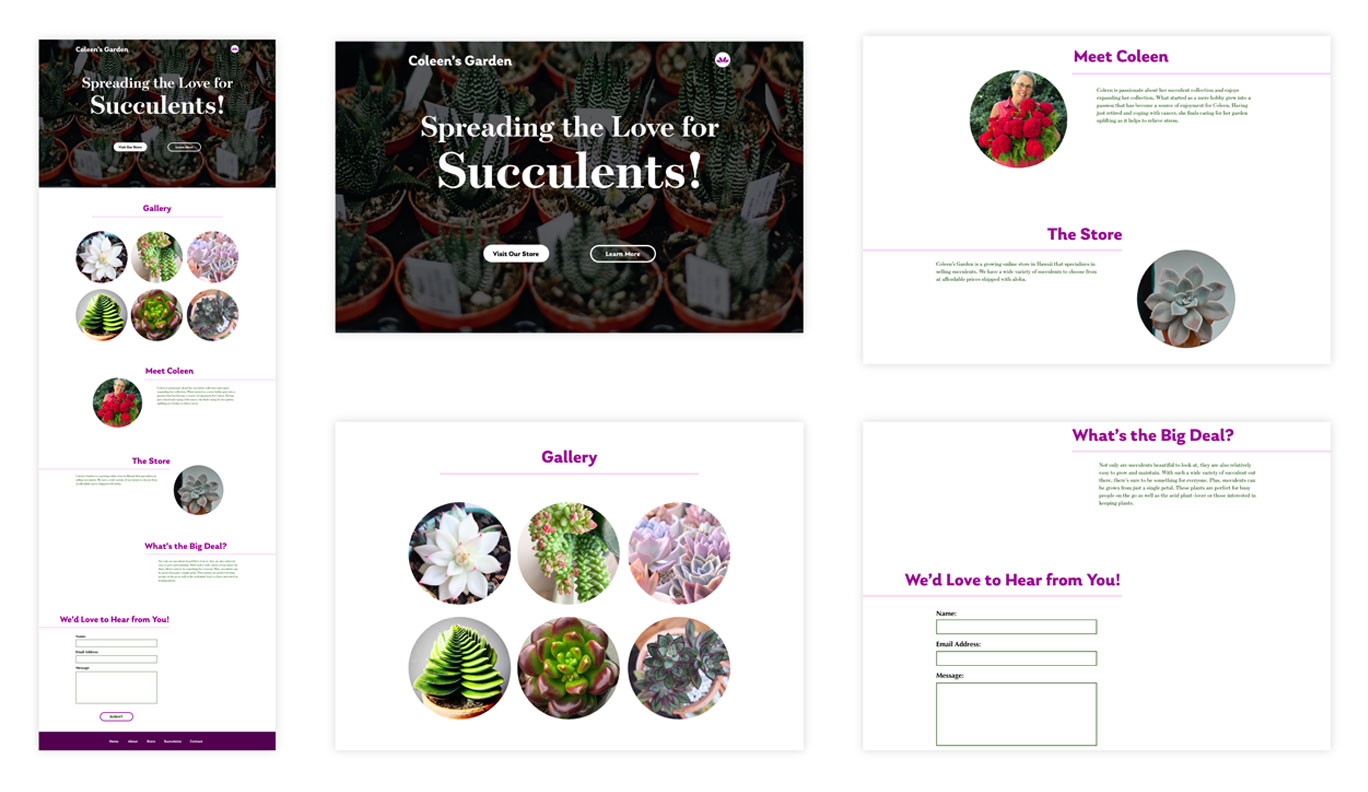 Coleen's Garden
Spreading the Love for
Succulents!
Visit Our Store
Learn More
Gallery
Meet Coleen
The Store
What's the Big Deal?
We'd Love to Hear from You!
Name:
Email Address:
Message:
SUBMIT
Home About Store Succulents Contact
Coleen's Garden
Spreading the Love for
Succulents!
Visit Our Store
Learn More
Gallery
Meet Coleen
Coleen is passionate about her succulent collection and enjoys
expanding her collection. What started as a mere hobby grew into a
passion that has become a source of enjoyment for Coleen. Having
just retired and coping with cancer, she finds caring for her garden
uplifting as it helps to relieve stress.
The Store
Coleen's Garden is a growing online store in Hawaii that specializes in
selling succulents. We have a wide variety of succulents to choose from
at affordable prices shipped with aloha.
What's the Big Deal?
Not only are succulents beautiful to look at, they are also relatively
easy to grow and maintain. With such a wide variety of succulent out
there, there's sure to be something for everyone. Plus, succulents can
be grown from just a single petal. These plants are perfect for busy
people on the go as well as the acid plant-lover or those interested in
keeping plants.
We'd Love to Hear from You!
Name:
Email Address:
Message: